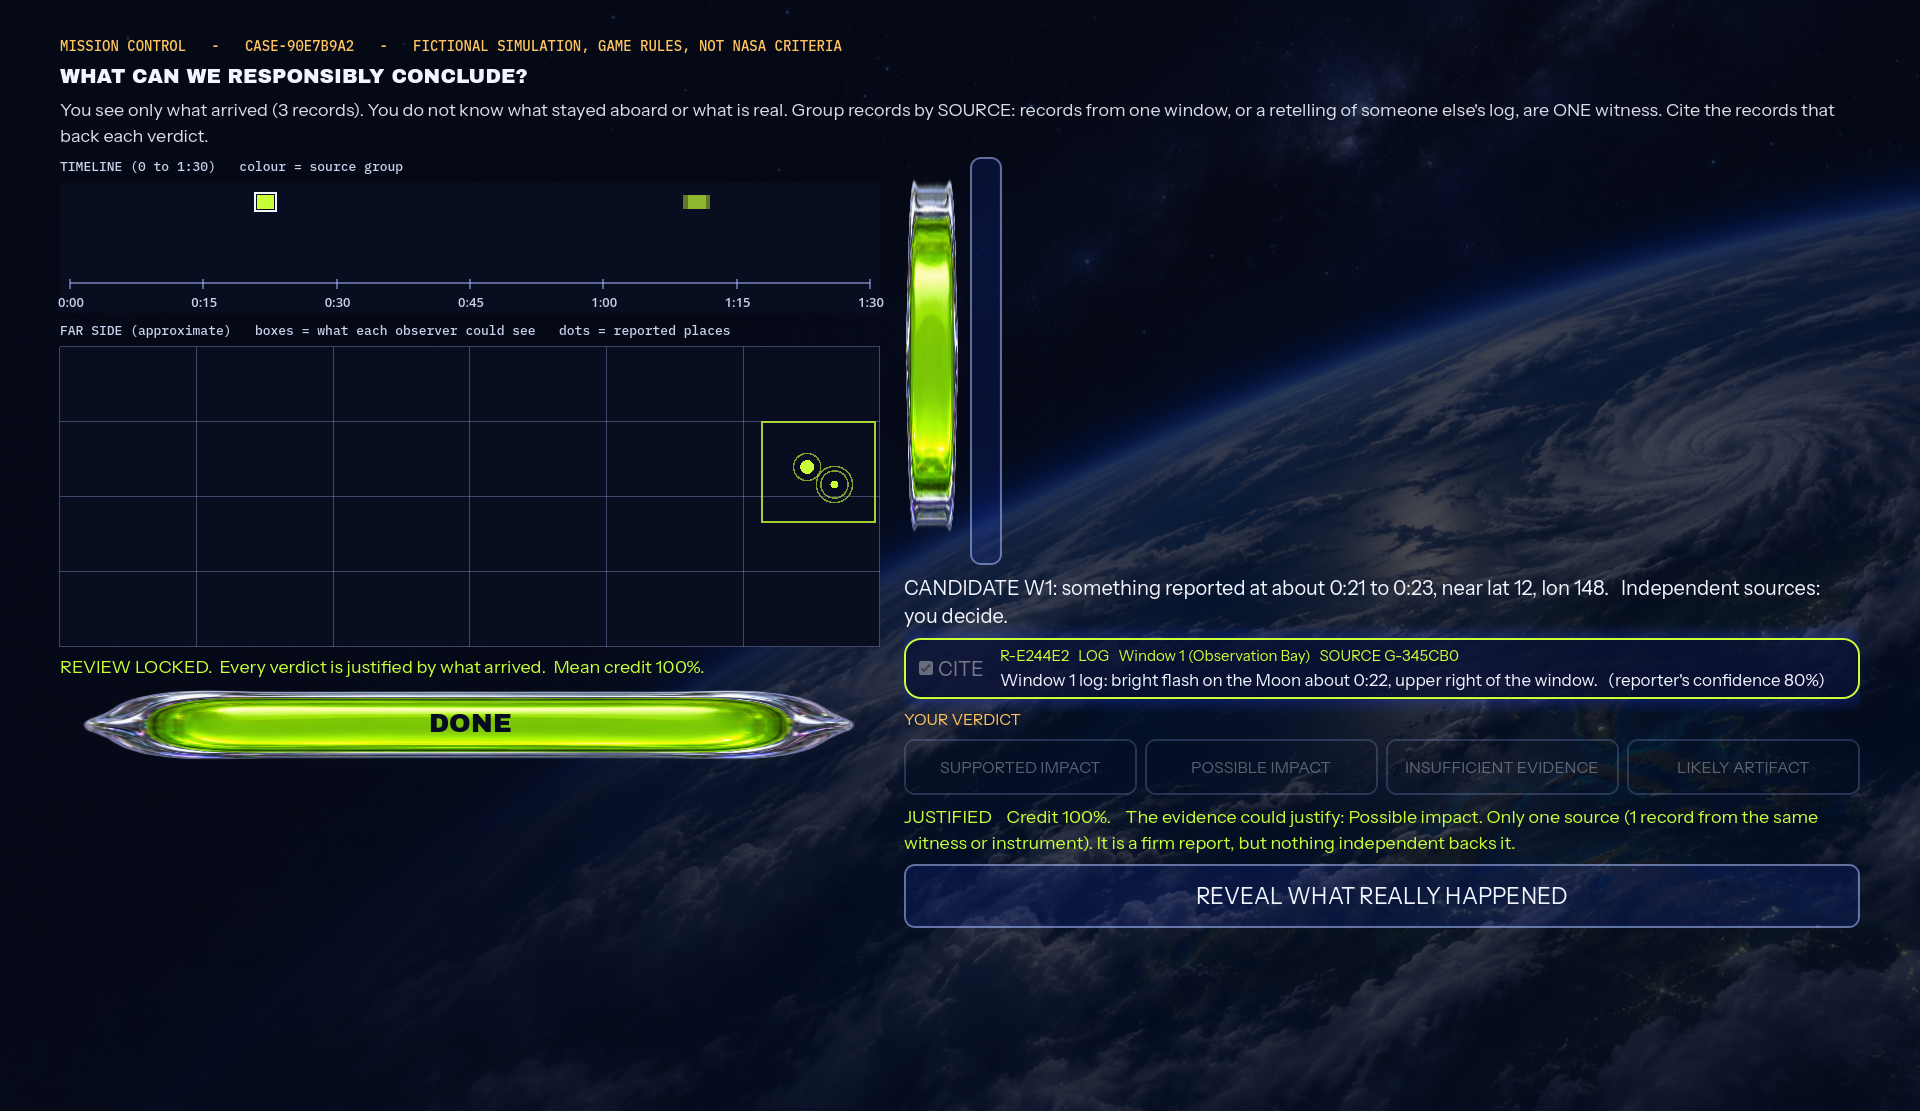 MISSION CONTROL - CASE-90E7B9A2 - FICTIONAL SIMULATION, GAME RULES, NOT NASA CRITERIA
WHAT CAN WE RESPONSIBLY CONCLUDE?
You see only what arrived (3 records). You do not know what stayed aboard or what is real. Group records by SOURCE: records from one window, or a retelling of someone else's log, are ONE witness. Cite the records that
back each verdict.
TIMELINE (0 to 1:30) colour = source group
0:00 0:15 0:30 0:45 1:00 1:15 1:30
FAR SIDE (approximate) boxes = what each observer could see dots = reported places
REVIEW LOCKED. Every verdict is justified by what arrived. Mean credit 100%.
DONE
CANDIDATE W1: something reported at about 0:21 to 0:23, near lat 12, lon 148. Independent sources:
you decide.
CITE
R-E244E2 LOG Window 1 (Observation Bay) SOURCE G-345CB0
Window 1 log: bright flash on the Moon about 0:22, upper right of the window. (reporter's confidence 80%)
YOUR VERDICT
SUPPORTED IMPACT POSSIBLE IMPACT INSUFFICIENT EVIDENCE LIKELY ARTIFACT
JUSTIFIED Credit 100%. The evidence could justify: Possible impact. Only one source (1 record from the same
witness or instrument). It is a firm report, but nothing independent backs it.
REVEAL WHAT REALLY HAPPENED